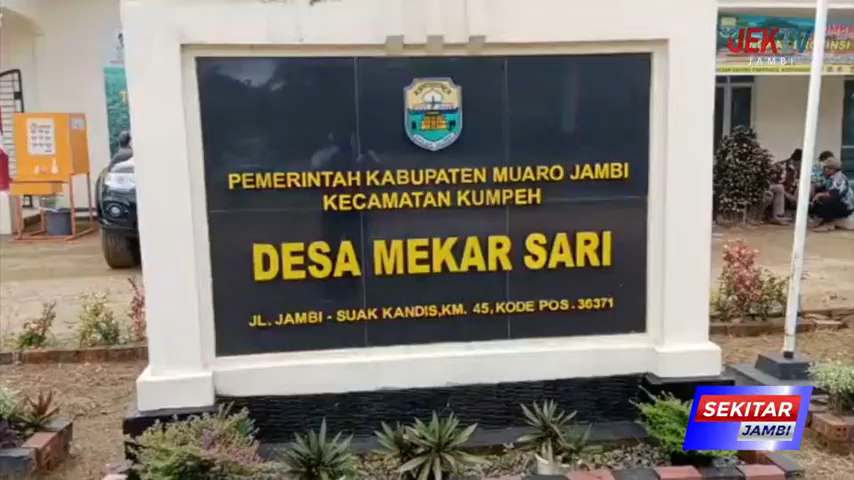 JEK TV
JAMBI
PEMERINTAH KABUPATEN MUARO JAMBI
KECAMATAN KUMPEH
DESA MEKAR SARI
JL. JAMBI - SUAK KANDIS,KM. 45, KODE POS. 36371
SEKITAR
JAMBI